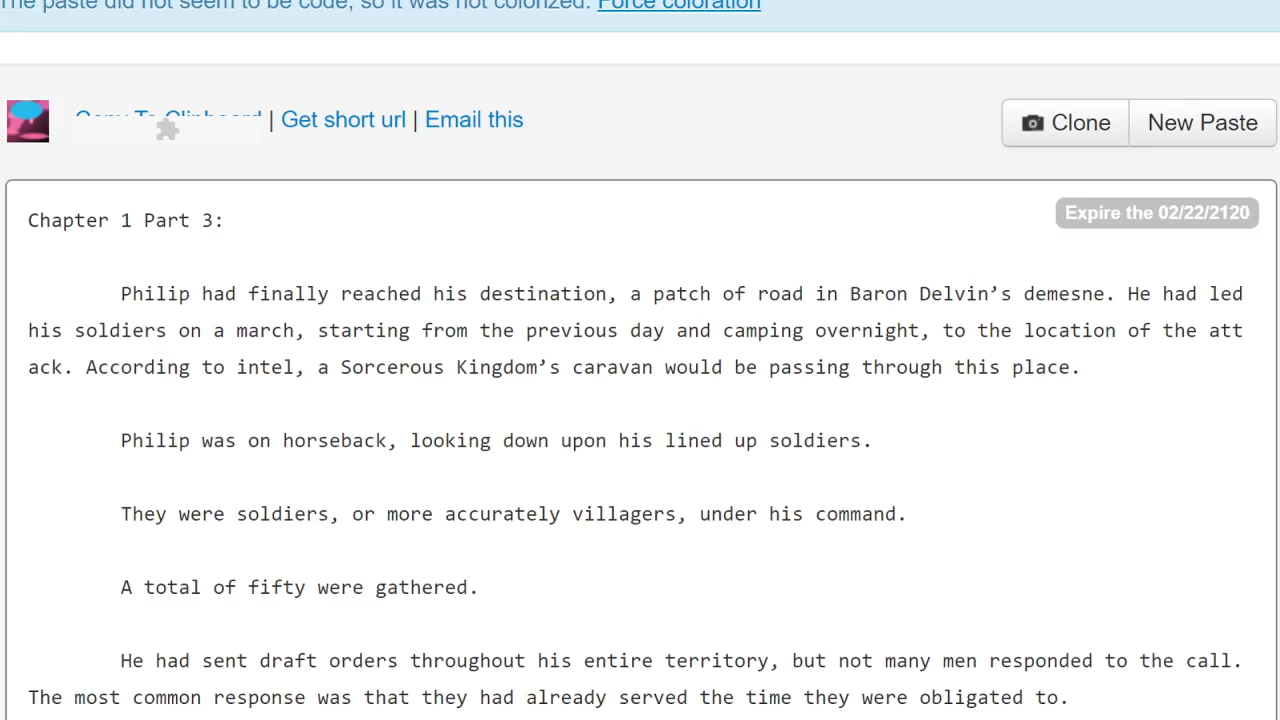 The paste did not seem to be code, so it was not colorized. Force coloration
Copy To Clipboard | Get short url | Email this
Clone
New Paste
Expire the 02/22/2120
Chapter 1 Part 3:
Philip had finally reached his destination, a patch of road in Baron Delvin’s demesne. He had led
his soldiers on a march, starting from the previous day and camping overnight, to the location of the att
ack. According to intel, a Sorcerous Kingdom’s caravan would be passing through this place.
Philip was on horseback, looking down upon his lined up soldiers.
They were soldiers, or more accurately villagers, under his command.
A total of fifty were gathered.
He had sent draft orders throughout his entire territory, but not many men responded to the call.
The most common response was that they had already served the time they were obligated to.